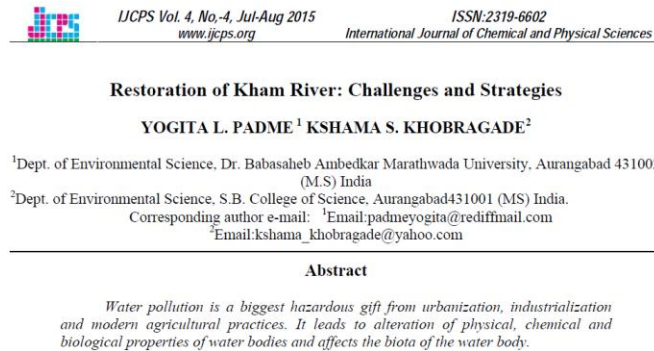 IJCPS
IJCPS Vol. 4, No,-4, Jul-Aug 2015
www.ijcps.org
ISSN:2319-6602
International Journal of Chemical and Physical Sciences
Restoration of Kham River: Challenges and Strategies
YOGITA L. PADME 1 KSHAMA S. KHOBRAGADE2
1Dept. of Environmental Science, Dr. Babasaheb Ambedkar Marathwada University, Aurangabad 43100
(M.S) India
2Dept. of Environmental Science, S.B. College of Science, Aurangabad431001 (MS) India.
Corresponding author e-mail: 1Email:padmeyogita@rediffmail.com
2Email:kshama_khobragade@yahoo.com
Abstract
Water pollution is a biggest hazardous gift from urbanization, industrialization
and modern agricultural practices. It leads to alteration of physical, chemical and
biological properties of water bodies and affects the biota of the water body.